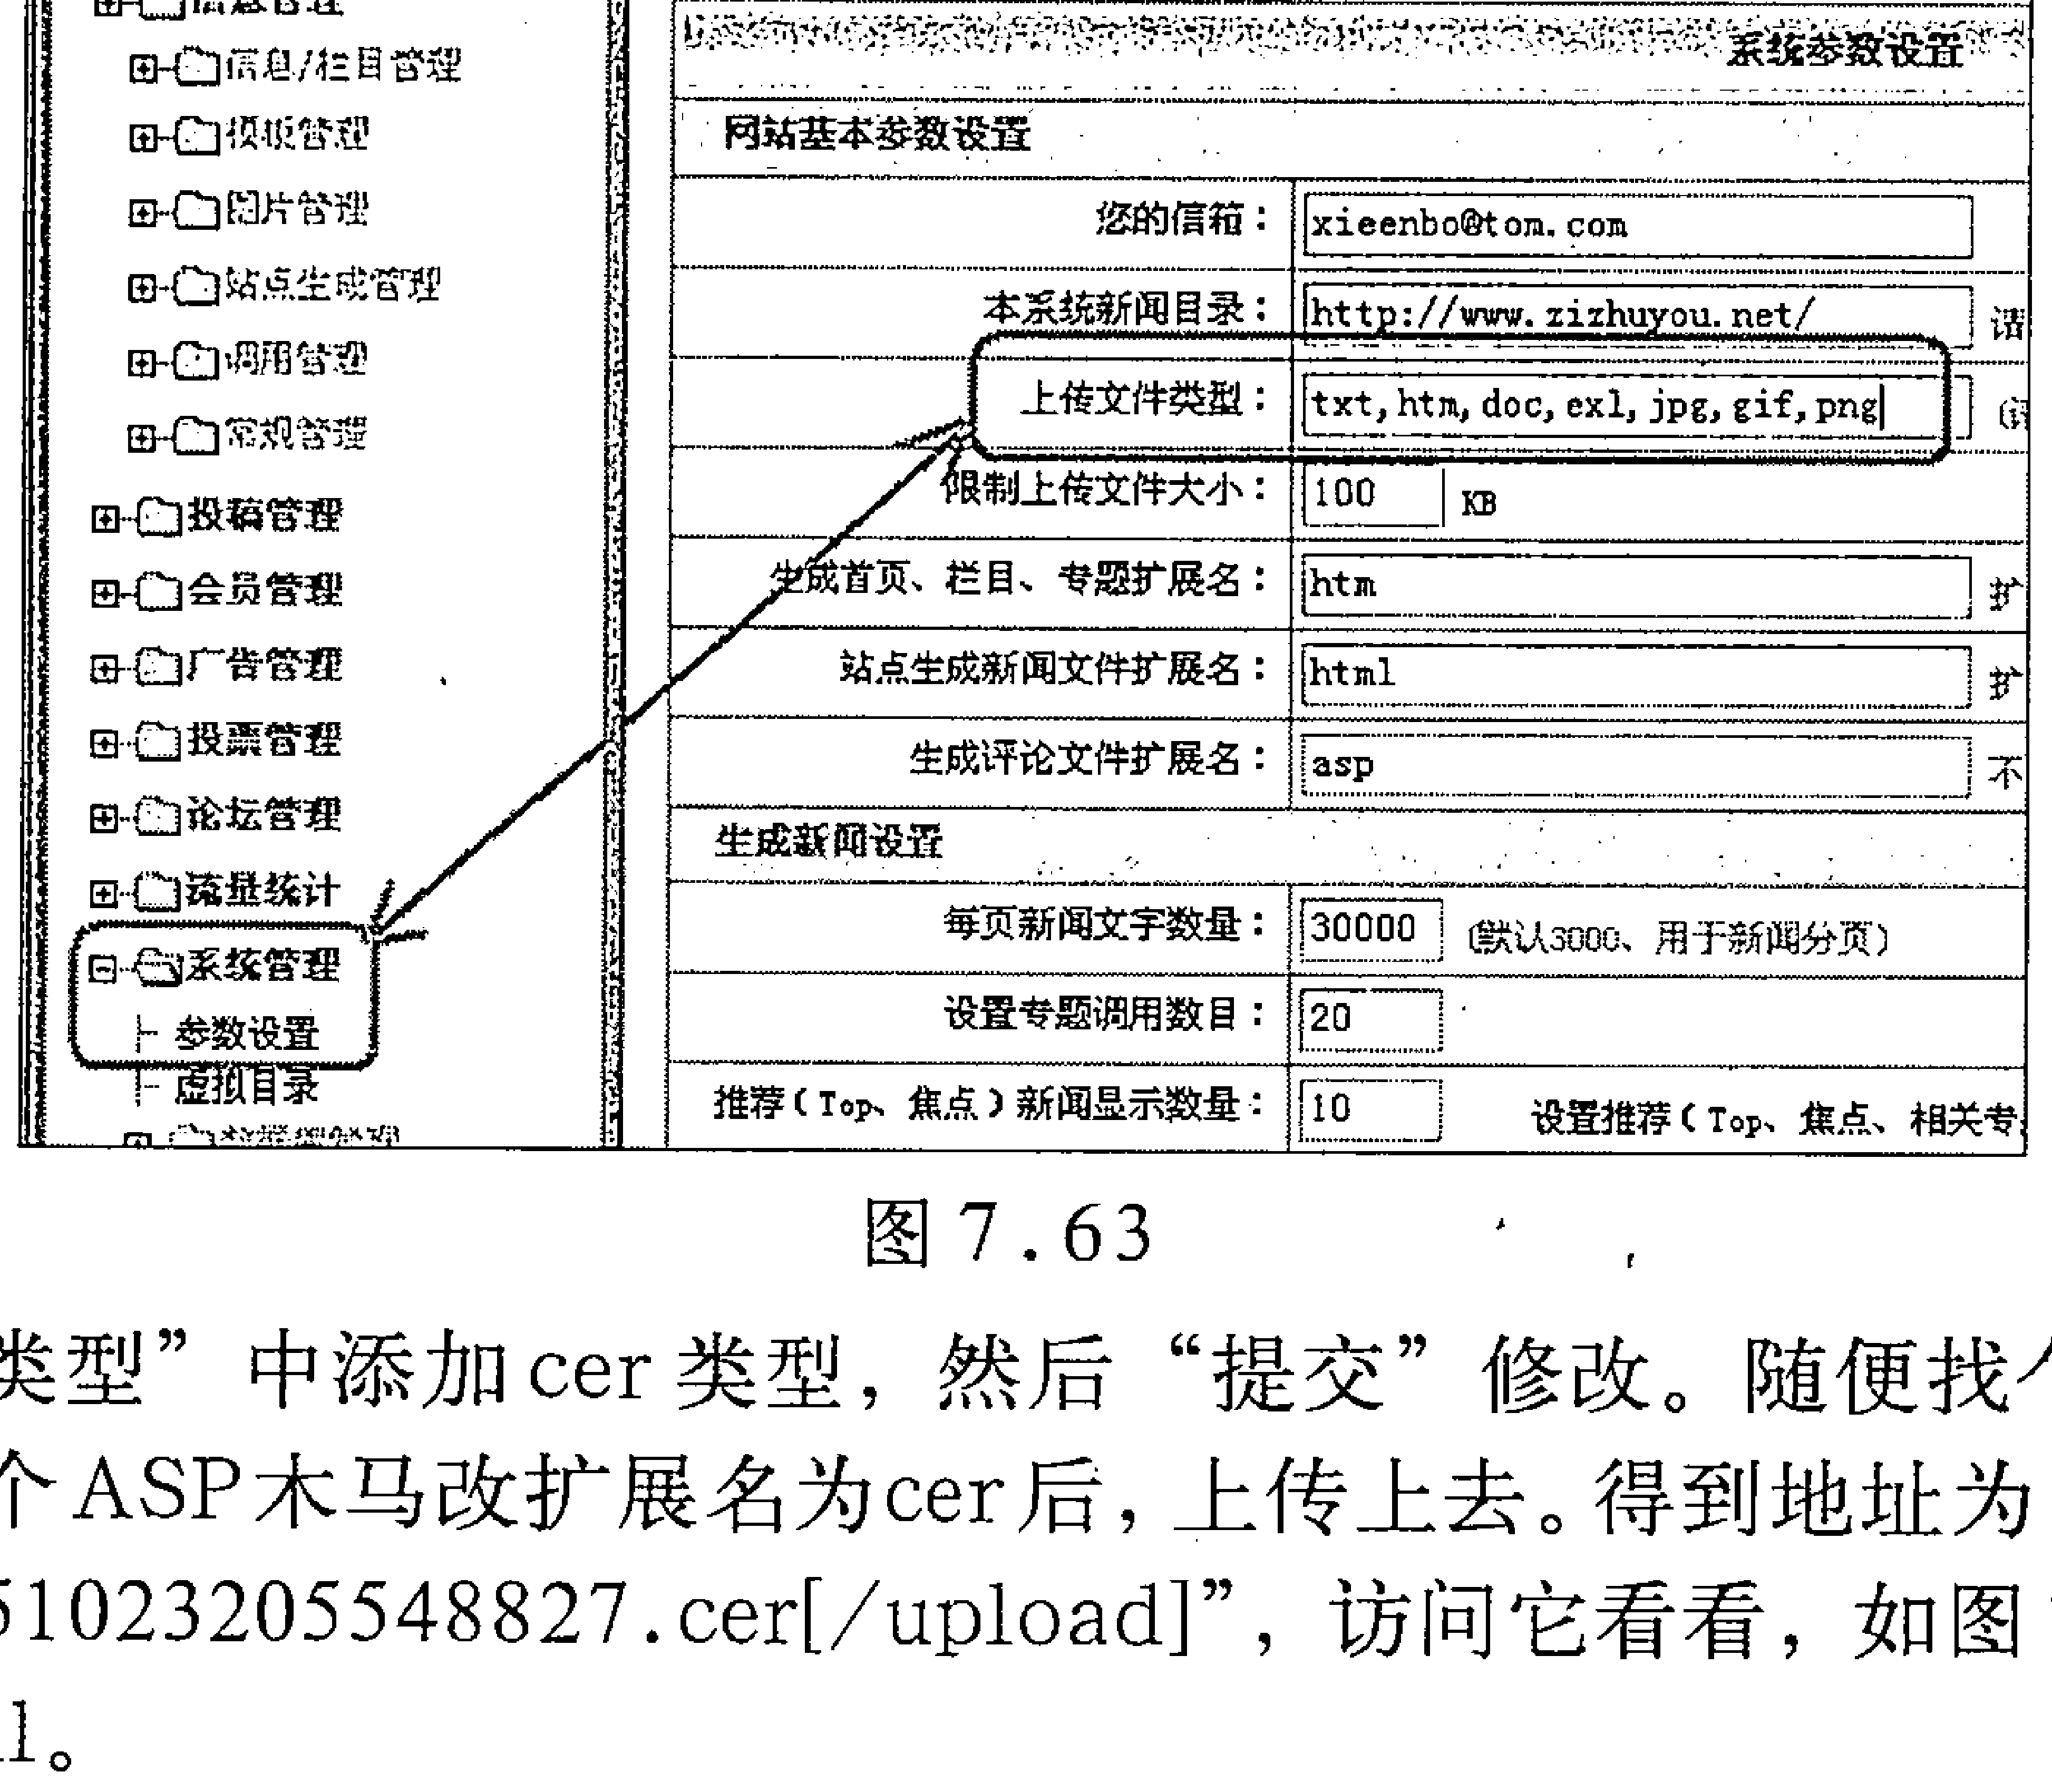 信息管理
信息/栏目管理
模板管理
图片管理
站点生成管理
调用管理
常规管理
投稿管理
会员管理
广告管理
投票管理
论坛管理
流量统计
系统管理
参数设置
虚拟目录
系统参数设置
网站基本参数设置
您的信箱： xieenbo@tom.com
本系统新闻目录： http://www.zizhuyou.net/ 请
上传文件类型： txt,htm,doc,exl,jpg,gif,png
限制上传文件大小： 100 KB
生成首页、栏目、专题扩展名： htm 扩
站点生成新闻文件扩展名： html 扩
生成评论文件扩展名： asp 不
生成新闻设置
每页新闻文字数量： 30000 (默认3000、用于新闻分页)
设置专题调用数目： 20
推荐(Top、焦点)新闻显示数量： 10 设置推荐(Top、焦点、相关专
图 7.63
类型”中添加cer类型，然后“提交”修改。随便找个
个ASP木马改扩展名为cer后，上传上去。得到地址为
51023205548827.cer[/upload]”，访问它看看，如图
l。